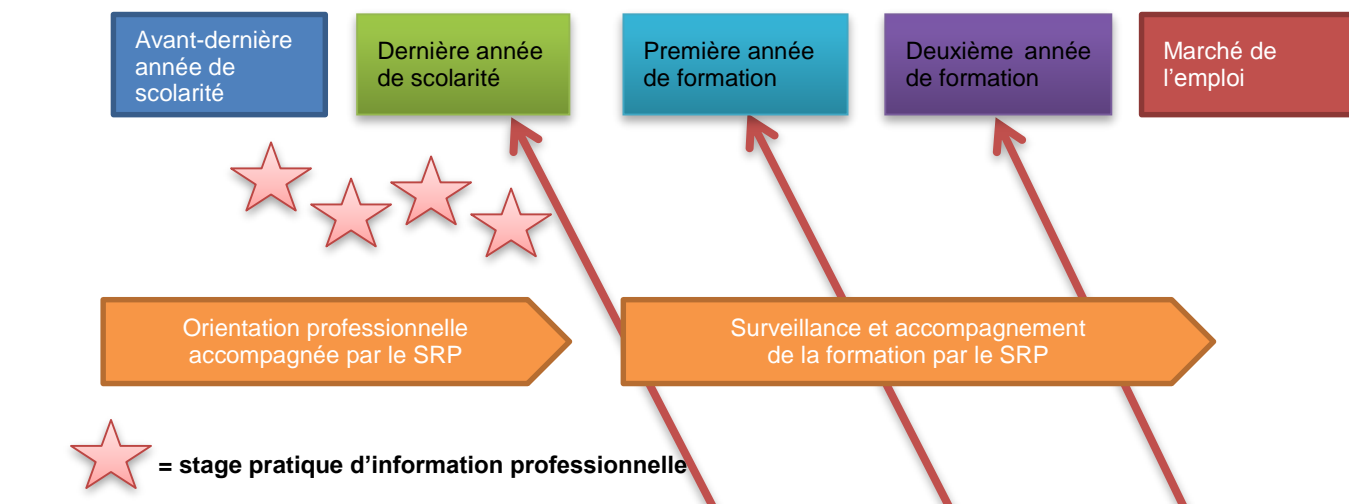 Avant-dernière
année de
scolarité
Dernière année
de scolarité
Première année
de formation
Deuxième année
de formation
Marché de
l’emploi
Orientation professionnelle
accompagnée par le SRP
Surveillance et accompagnement
de la formation par le SRP
= stage pratique d’information professionnelle